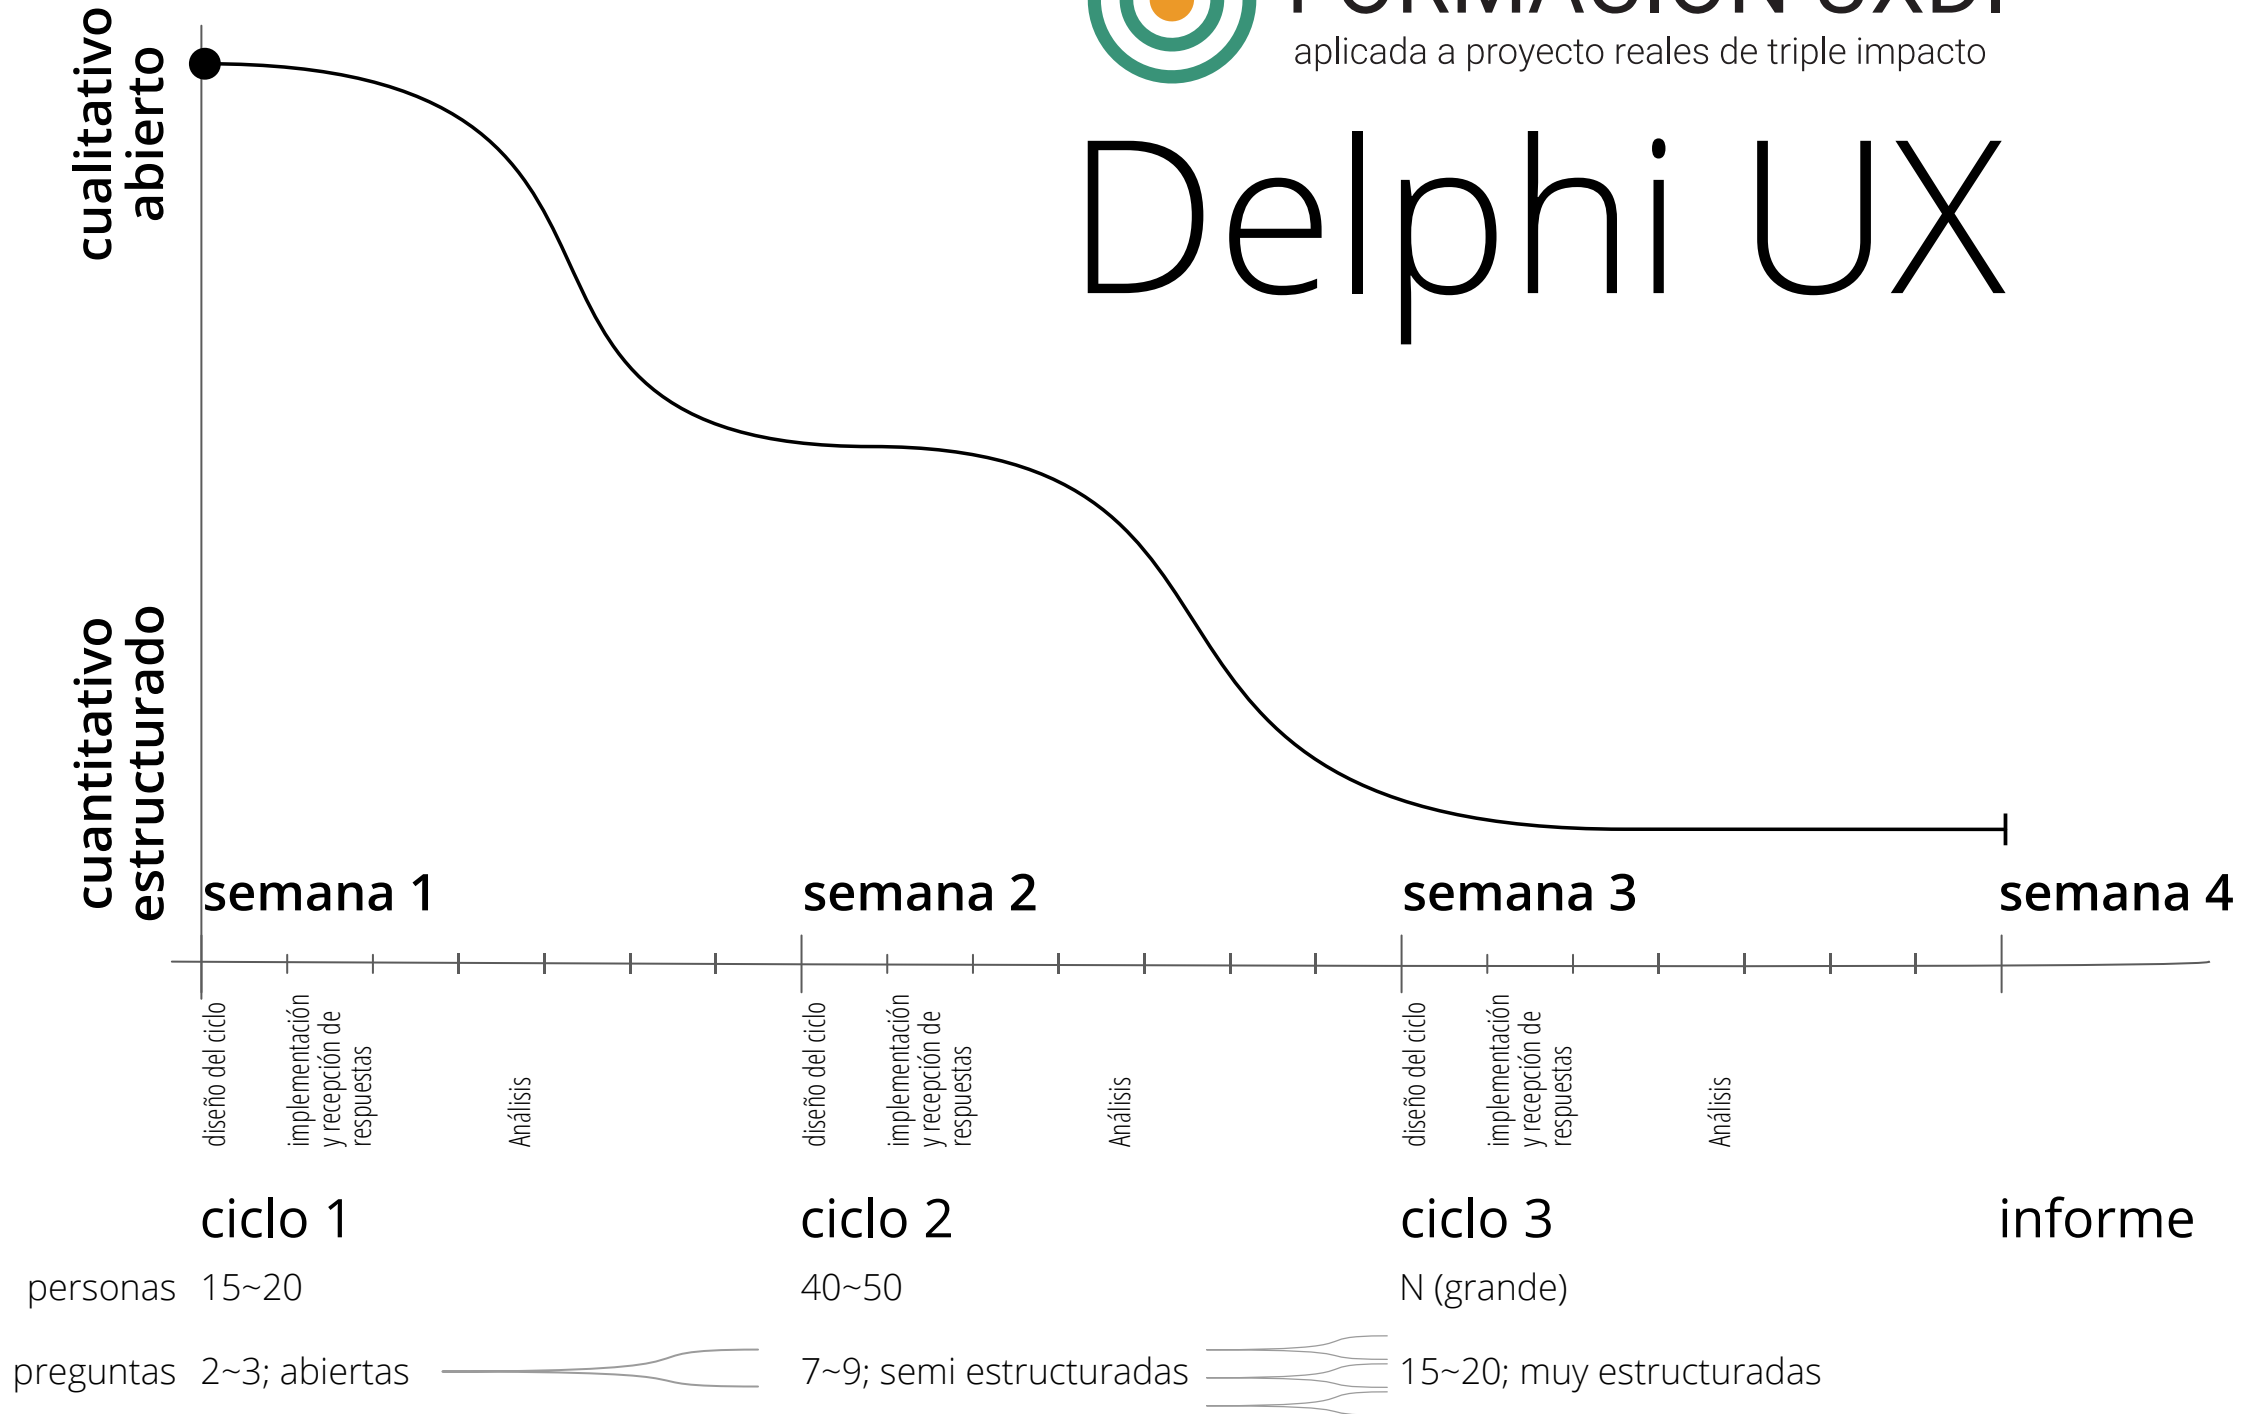 FORMACIÓN UXDi
aplicada a proyecto reales de triple impacto
Delphi UX
cualitativo
abierto
cuantitativo
estructurado
semana 1
semana 2
semana 3
semana 4
diseño del ciclo
implementación
y recepción de
respuestas
Análisis
diseño del ciclo
implementación
y recepción de
respuestas
Análisis
diseño del ciclo
implementación
y recepción de
respuestas
Análisis
ciclo 1
ciclo 2
ciclo 3
informe
personas 15~20 40~50 N (grande)
preguntas 2~3; abiertas 7~9; semi estructuradas 15~20; muy estructuradas